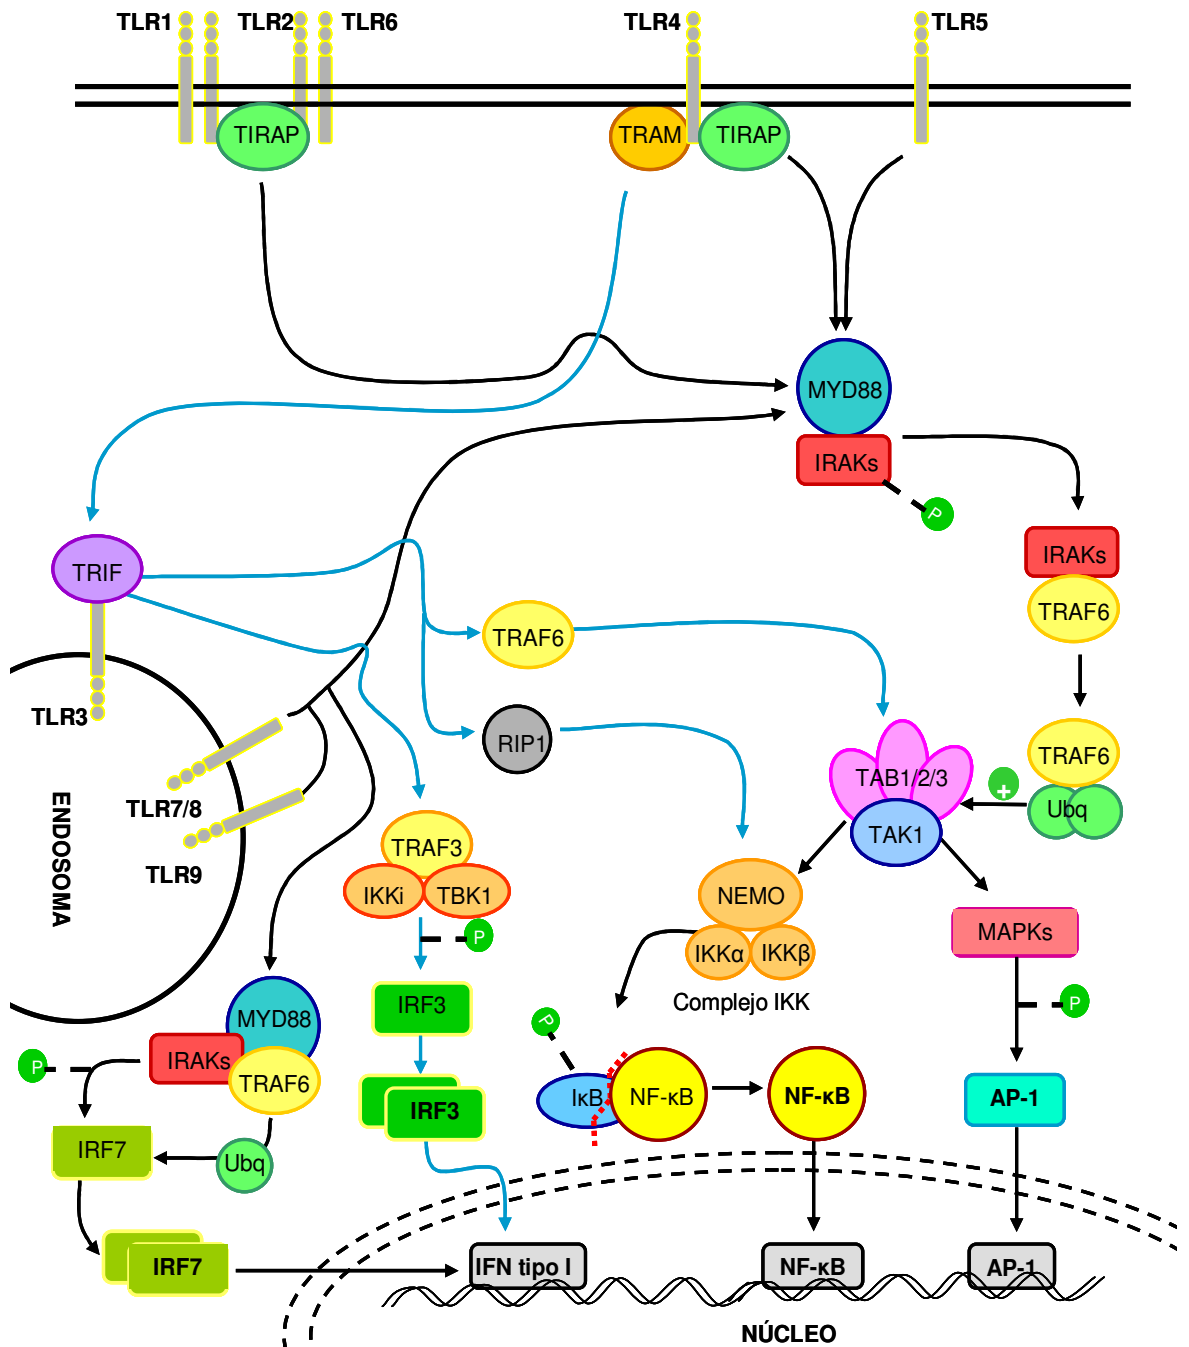 TLR1
TLR2
TLR6
TLR4
TLR5
TIRAP
TRAM
TIRAP
MYD88
IRAKs
P
IRAKs
TRAF6
TRIF
TRAF6
TLR3
RIP1
TRAF6
Ubq
+
TAB1/2/3
TAK1
TLR7/8
TLR9
ENDOSOMA
TRAF3
IKKi
TBK1
P
NEMO
IKKα
IKKβ
Complejo IKK
MAPKs
P
IRF3
MYD88
IRAKs
TRAF6
P
P
IκB
NF-κB
NF-κB
AP-1
IRF3
IRF7
Ubq
IRF7
IFN tipo I
NF-κB
AP-1
NÚCLEO